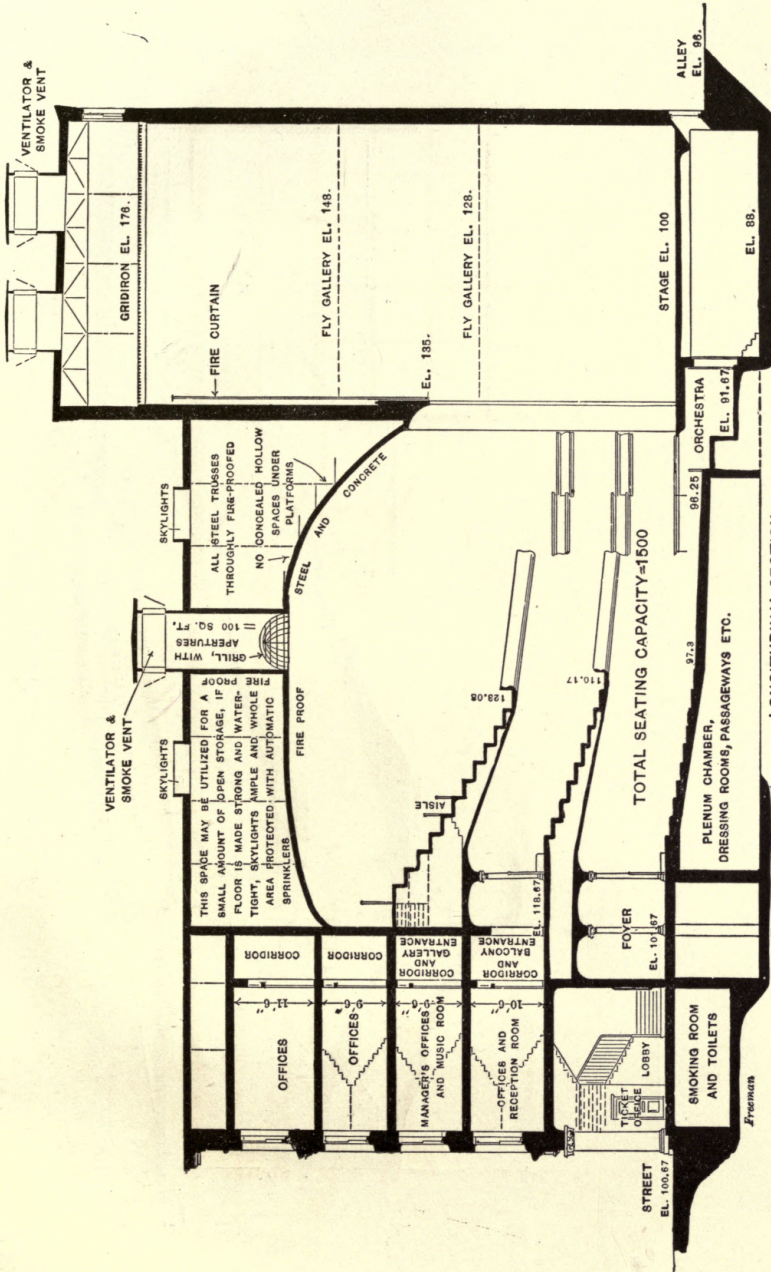 VENTILATOR &
SMOKE VENT
VENTILATOR &
SMOKE VENT
SKYLIGHTS
SKYLIGHTS
GRIDIRON EL. 176.
FIRE CURTAIN
FLY GALLERY EL. 148.
EL. 135.
FLY GALLERY EL. 128.
STAGE EL. 100
ALLEY
EL. 96.
EL. 88.
ORCHESTRA
EL. 91.67
96.25
THIS SPACE MAY BE UTILIZED FOR A
SMALL AMOUNT OF OPEN STORAGE, IF
FLOOR IS MADE STRONG AND WATER-
TIGHT, SKYLIGHTS AMPLE AND WHOLE
AREA PROTECTED WITH AUTOMATIC
SPRINKLERS
FIRE PROOF
GRILL, WITH
APERTURES
= 100 SQ. FT.
ALL STEEL TRUSSES
THROUGHLY FIRE-PROOFED
NO CONCEALED HOLLOW
SPACES UNDER
PLATFORMS
FIRE PROOF
STEEL AND CONCRETE
AISLE
123.08
110.17
TOTAL SEATING CAPACITY=1500
97.3
PLENUM CHAMBER,
DRESSING ROOMS, PASSAGEWAYS ETC.
OFFICES
11' 6"
CORRIDOR
OFFICES
9' 6"
CORRIDOR
MANAGER'S OFFICES
AND MUSIC ROOM
9' 6"
CORRIDOR
AND
GALLERY
ENTRANCE
OFFICES AND
RECEPTION ROOM
10' 6"
CORRIDOR
AND
BALCONY
ENTRANCE
EL. 118.67
FOYER
EL. 101.67
TICKET
OFFICE
LOBBY
STREET
EL. 100.67
SMOKING ROOM
AND TOILETS
Freeman
LONGITUDINAL SECTION